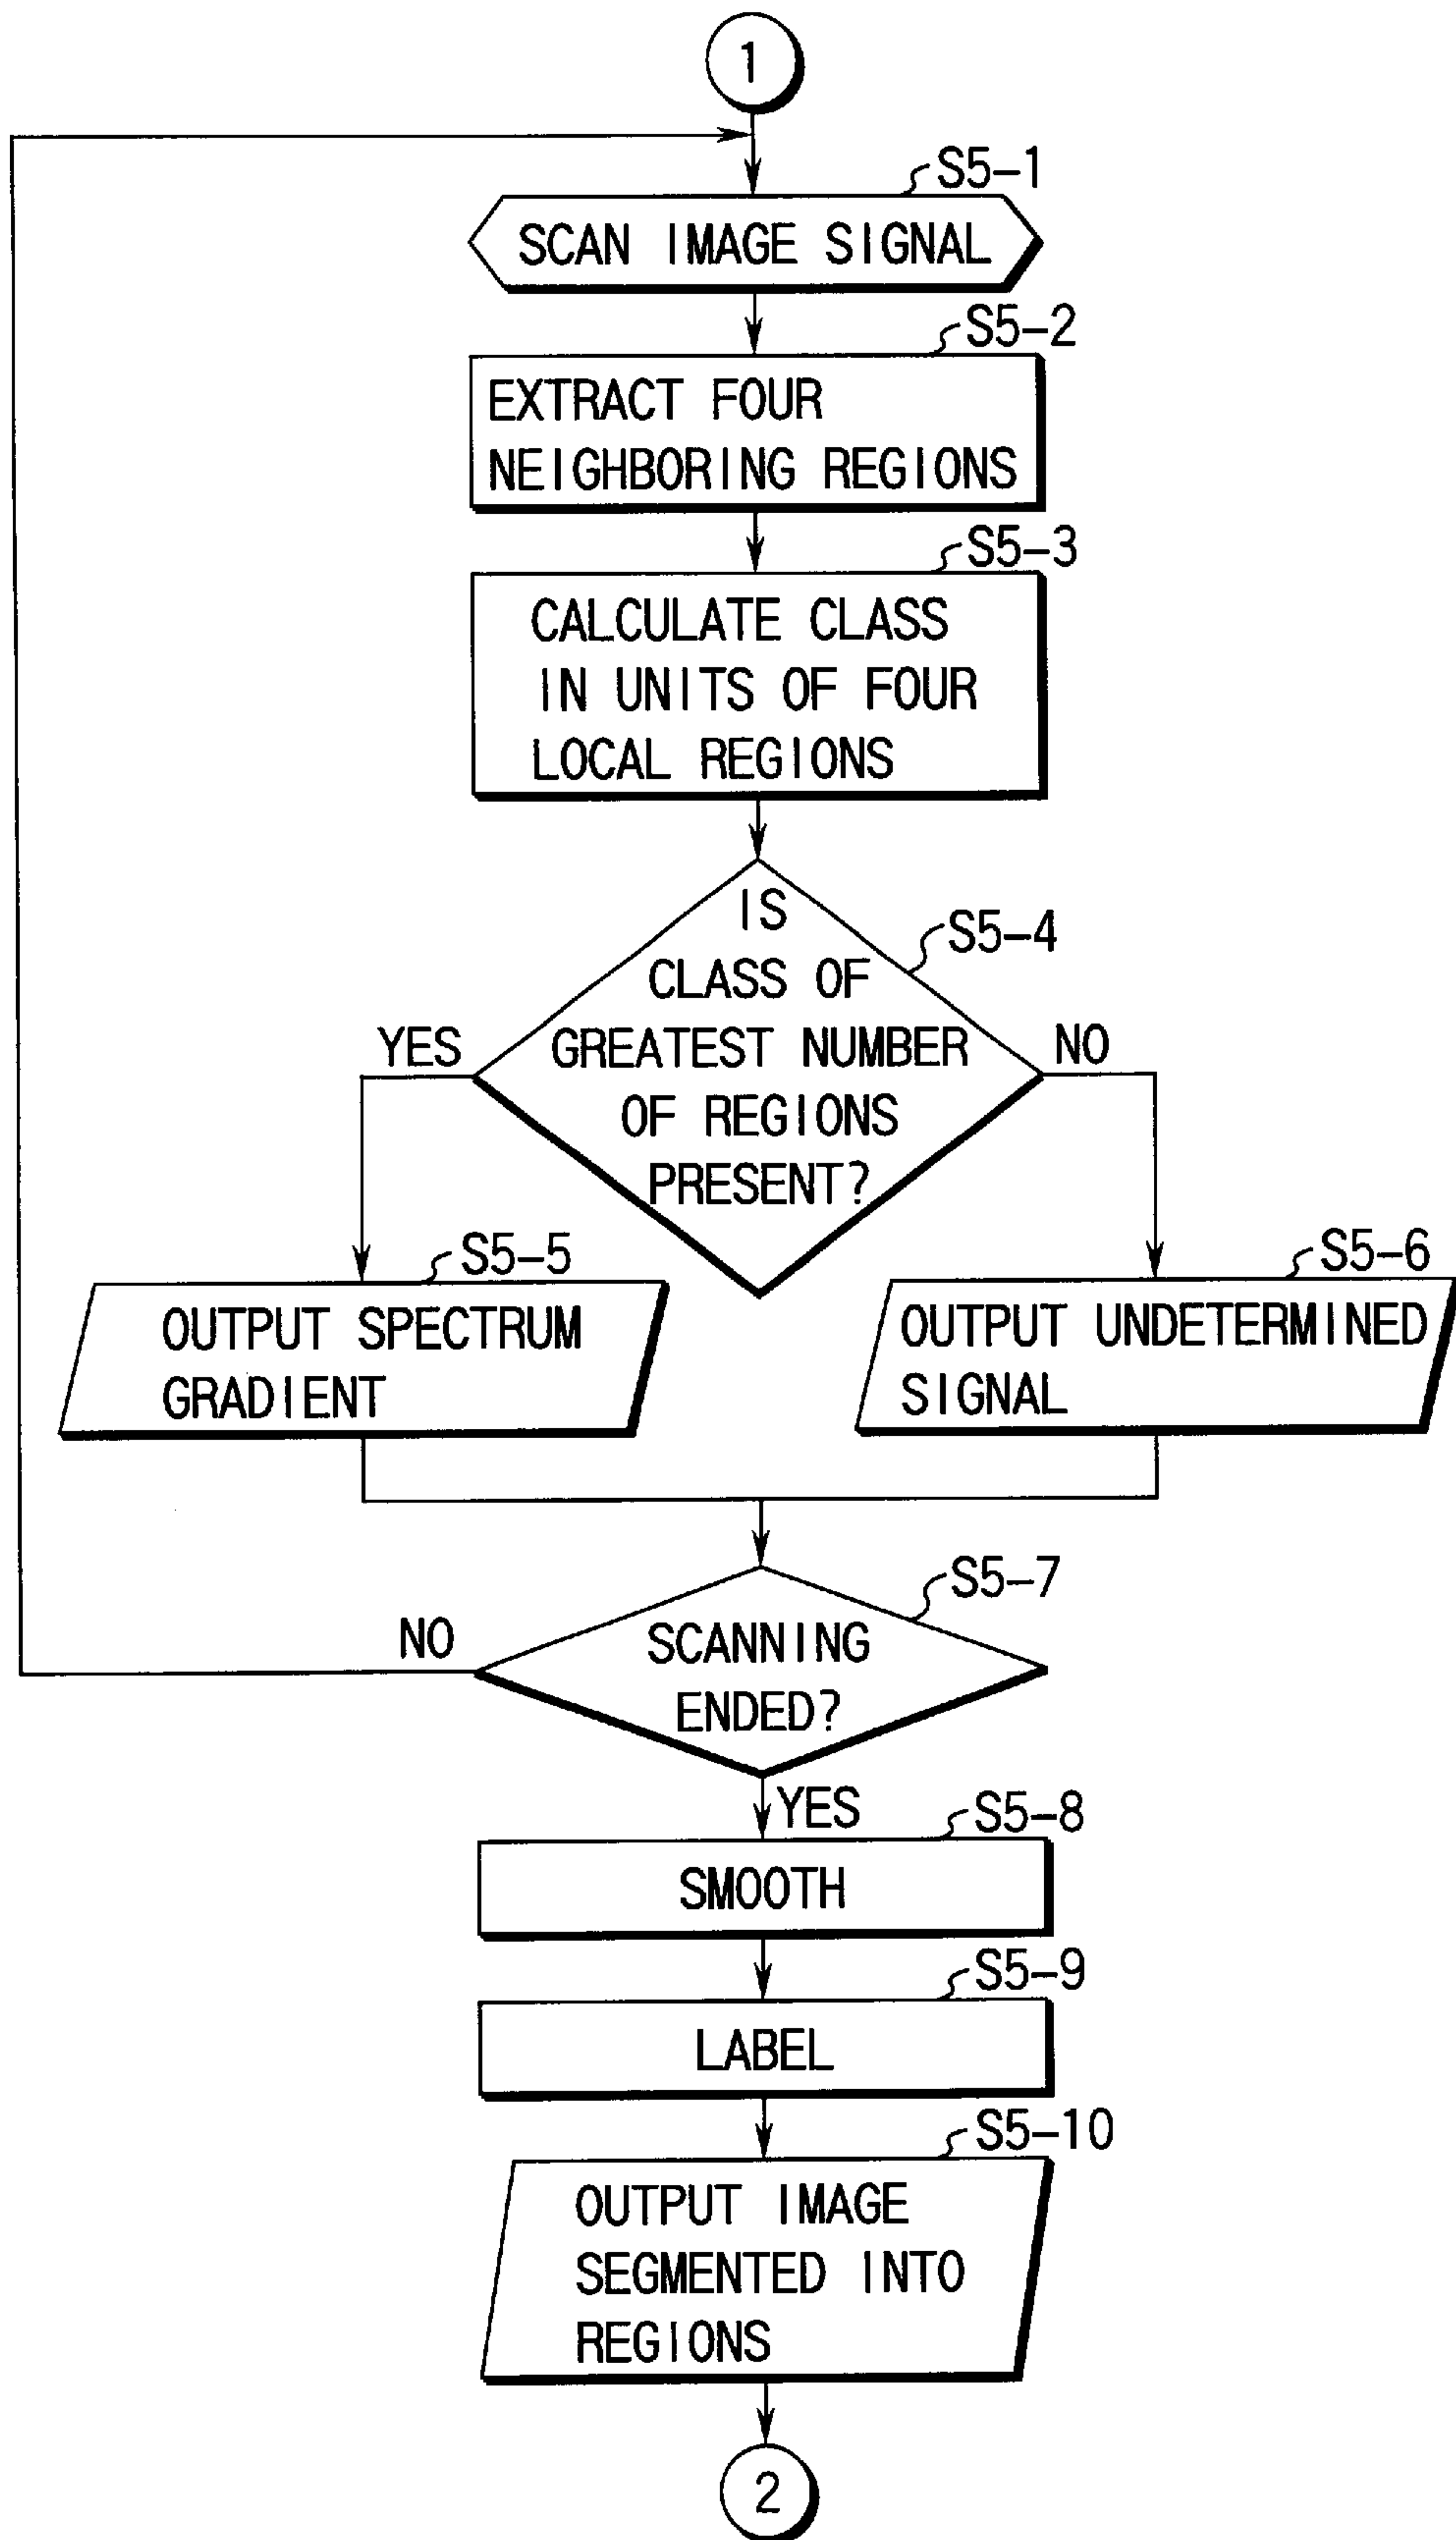 1
S5-1
SCAN IMAGE SIGNAL
S5-2
EXTRACT FOUR
NEIGHBORING REGIONS
S5-3
CALCULATE CLASS
IN UNITS OF FOUR
LOCAL REGIONS
S5-4
IS
CLASS OF
GREATEST NUMBER
OF REGIONS
PRESENT?
YES
NO
S5-5
OUTPUT SPECTRUM
GRADIENT
S5-6
OUTPUT UNDETERMINED
SIGNAL
S5-7
SCANNING
ENDED?
NO
YES
S5-8
SMOOTH
S5-9
LABEL
S5-10
OUTPUT IMAGE
SEGMENTED INTO
REGIONS
2